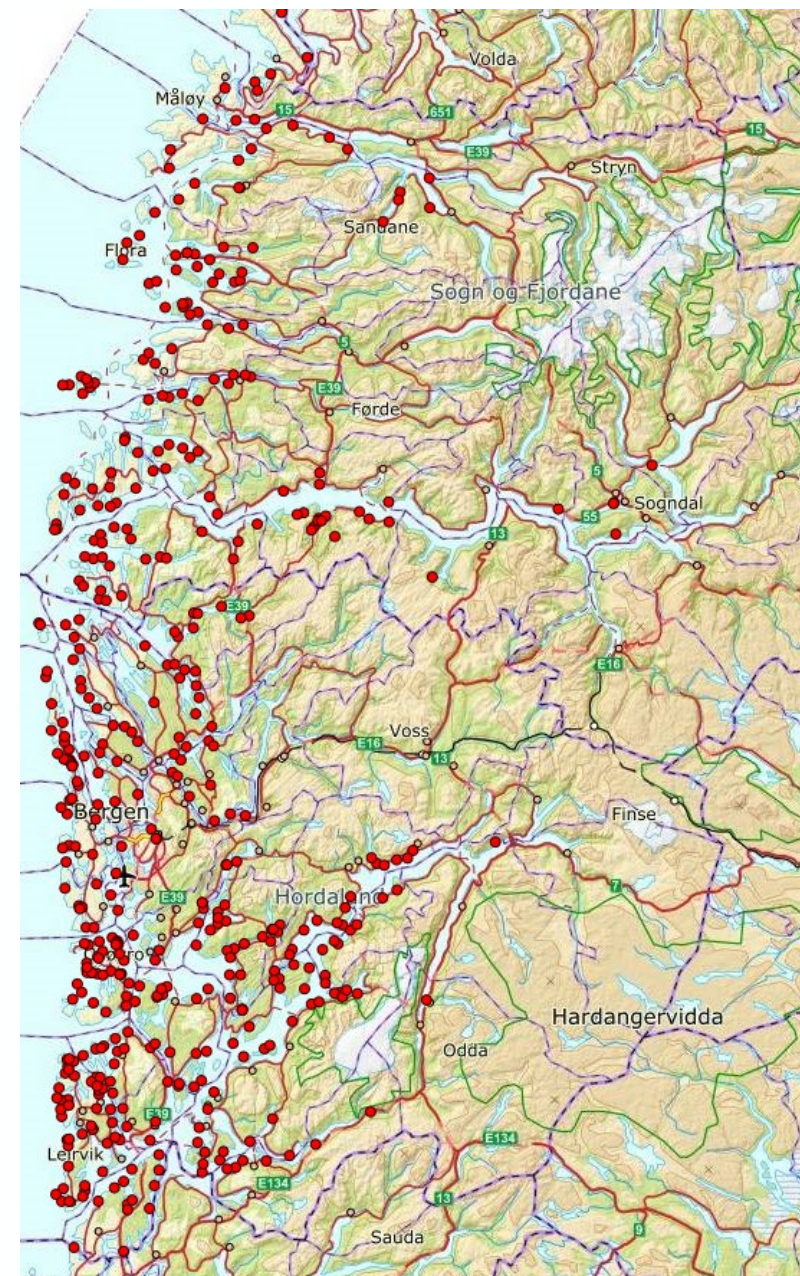 Volda
Måløy
15
651
15
E39
Stryn
Sandane
Flora
Sogn og Fjordane
5
E39
Førde
5
Sogndal
55
13
E39
E16
Voss
E16
13
Bergen
Finse
7
E39
Hordaland
Hardangervidda
Odda
E39
E134
Leirvik
E134
13
9
Sauda